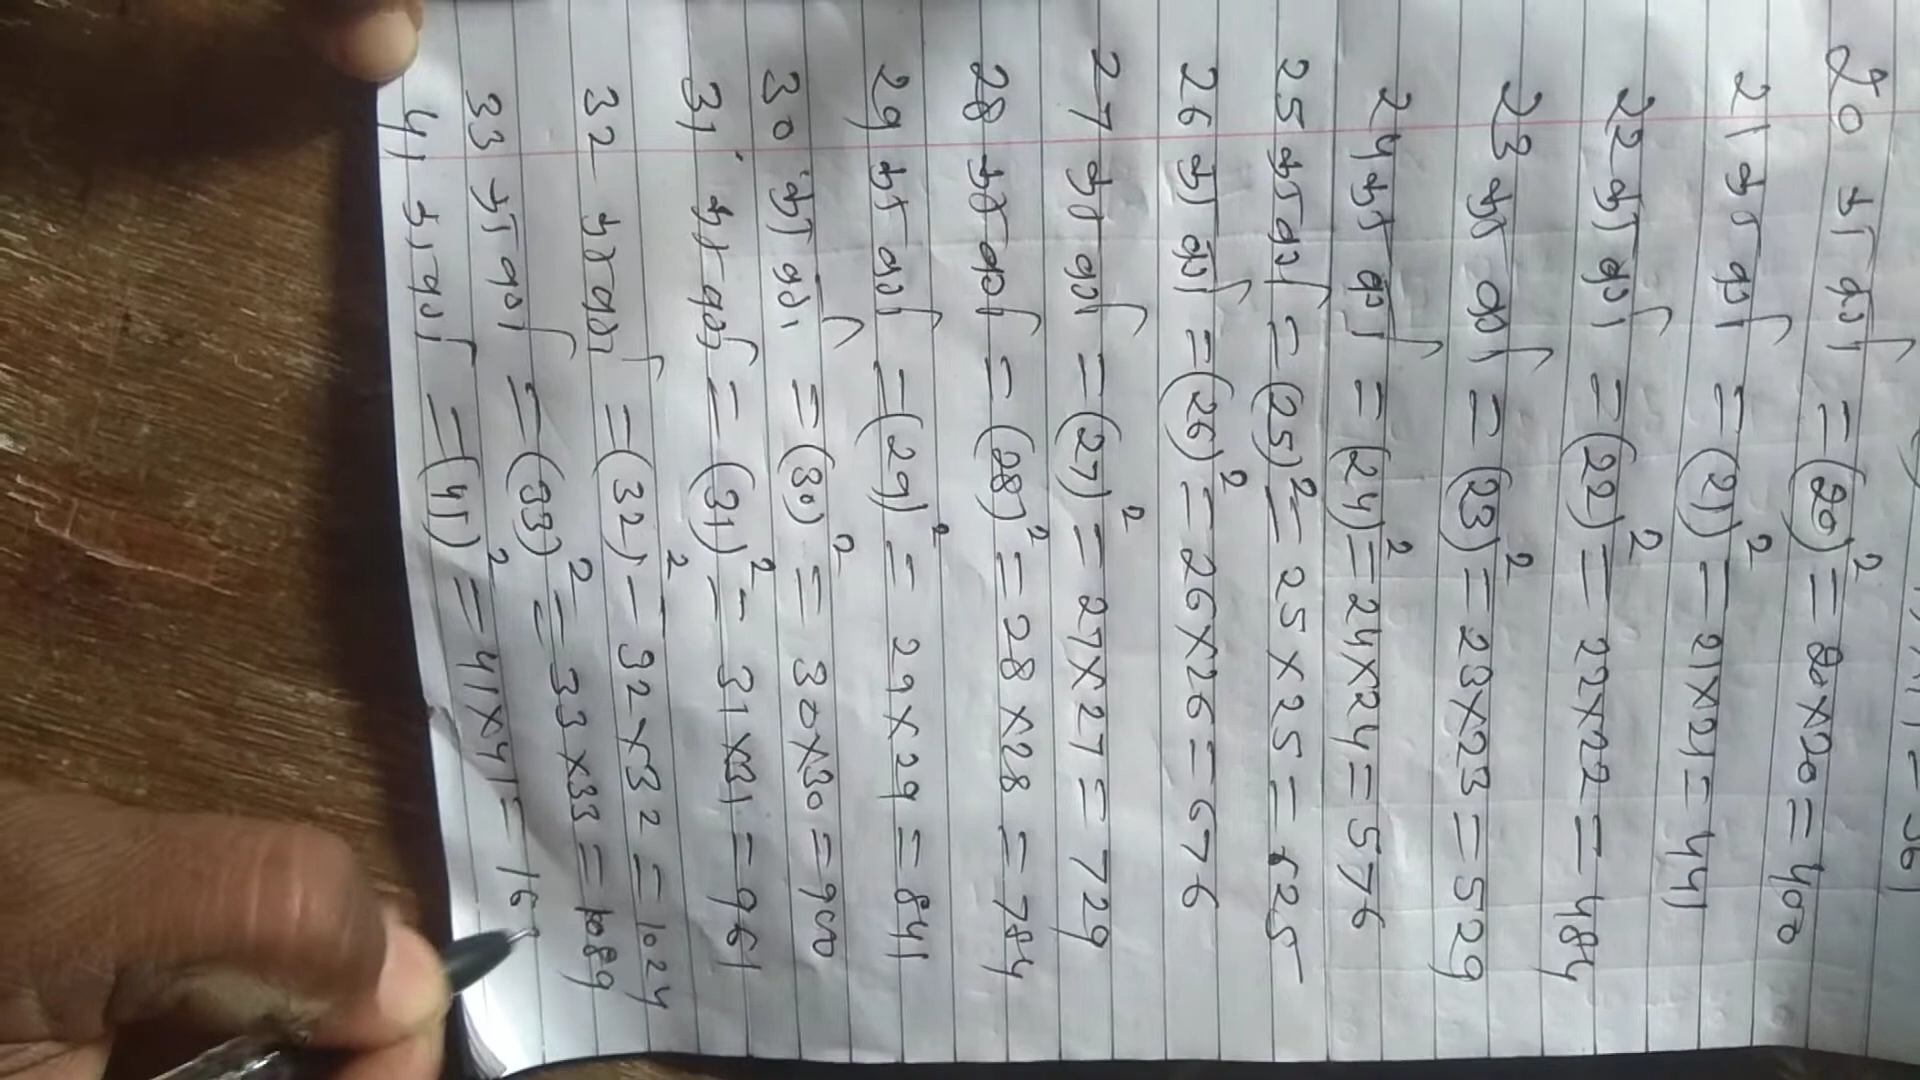 20 का वर्ग = (20)² = 20×20 = 400
21 का वर्ग = (21)² = 21×21 = 441
22 का वर्ग = (22)² = 22×22 = 484
23 का वर्ग = (23)² = 23×23 = 529
24 का वर्ग = (24)² = 24×24 = 576
25 का वर्ग = (25)² = 25×25 = 625
26 का वर्ग = (26)² = 26×26 = 676
27 का वर्ग = (27)² = 27×27 = 729
28 का वर्ग = (28)² = 28×28 = 784
29 का वर्ग = (29)² = 29×29 = 841
30 का वर्ग = (30)² = 30×30 = 900
31 का वर्ग = (31)² = 31×31 = 961
32 का वर्ग = (32)² = 32×32 = 1024
33 का वर्ग = (33)² = 33×33 = 1089
41 का वर्ग = (41)² = 41×41 = 16